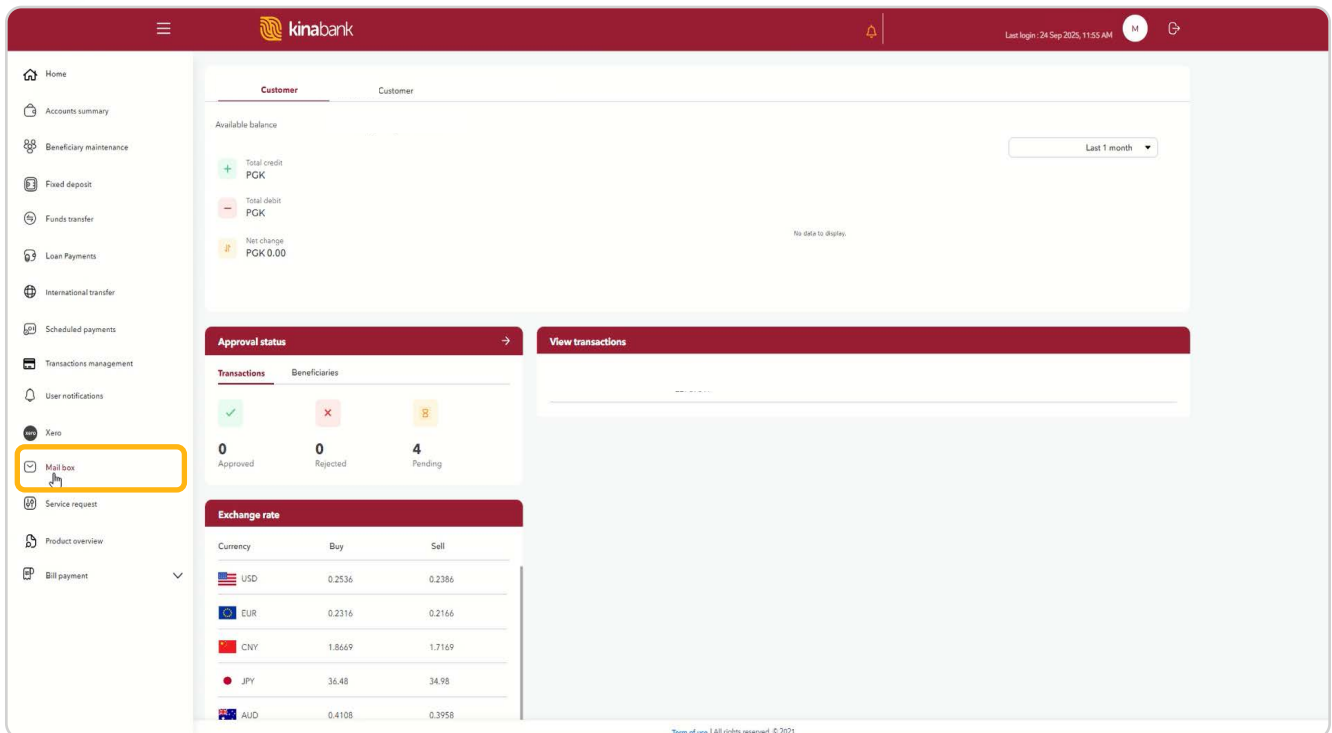 kinabank
Last login : 24 Sep 2025, 11:55 AM
M
Home
Accounts summary
Beneficiary maintenance
Fixed deposit
Funds transfer
Loan Payments
International transfer
Scheduled payments
Transactions management
User notifications
xero
Xero
Mail box
Service request
Product overview
Bill payment
Customer
Customer
Available balance
Last 1 month
Total credit
PGK
Total debit
PGK
Net change
PGK 0.00
No data to display.
Approval status
Transactions
Beneficiaries
0
0
4
Approved
Rejected
Pending
View transactions
Exchange rate
Currency Buy Sell
USD 0.2536 0.2386
EUR 0.2316 0.2166
CNY 1.8669 1.7169
JPY 36.48 34.98
AUD 0.4108 0.3958
Term of use | All rights reserved. © 2021